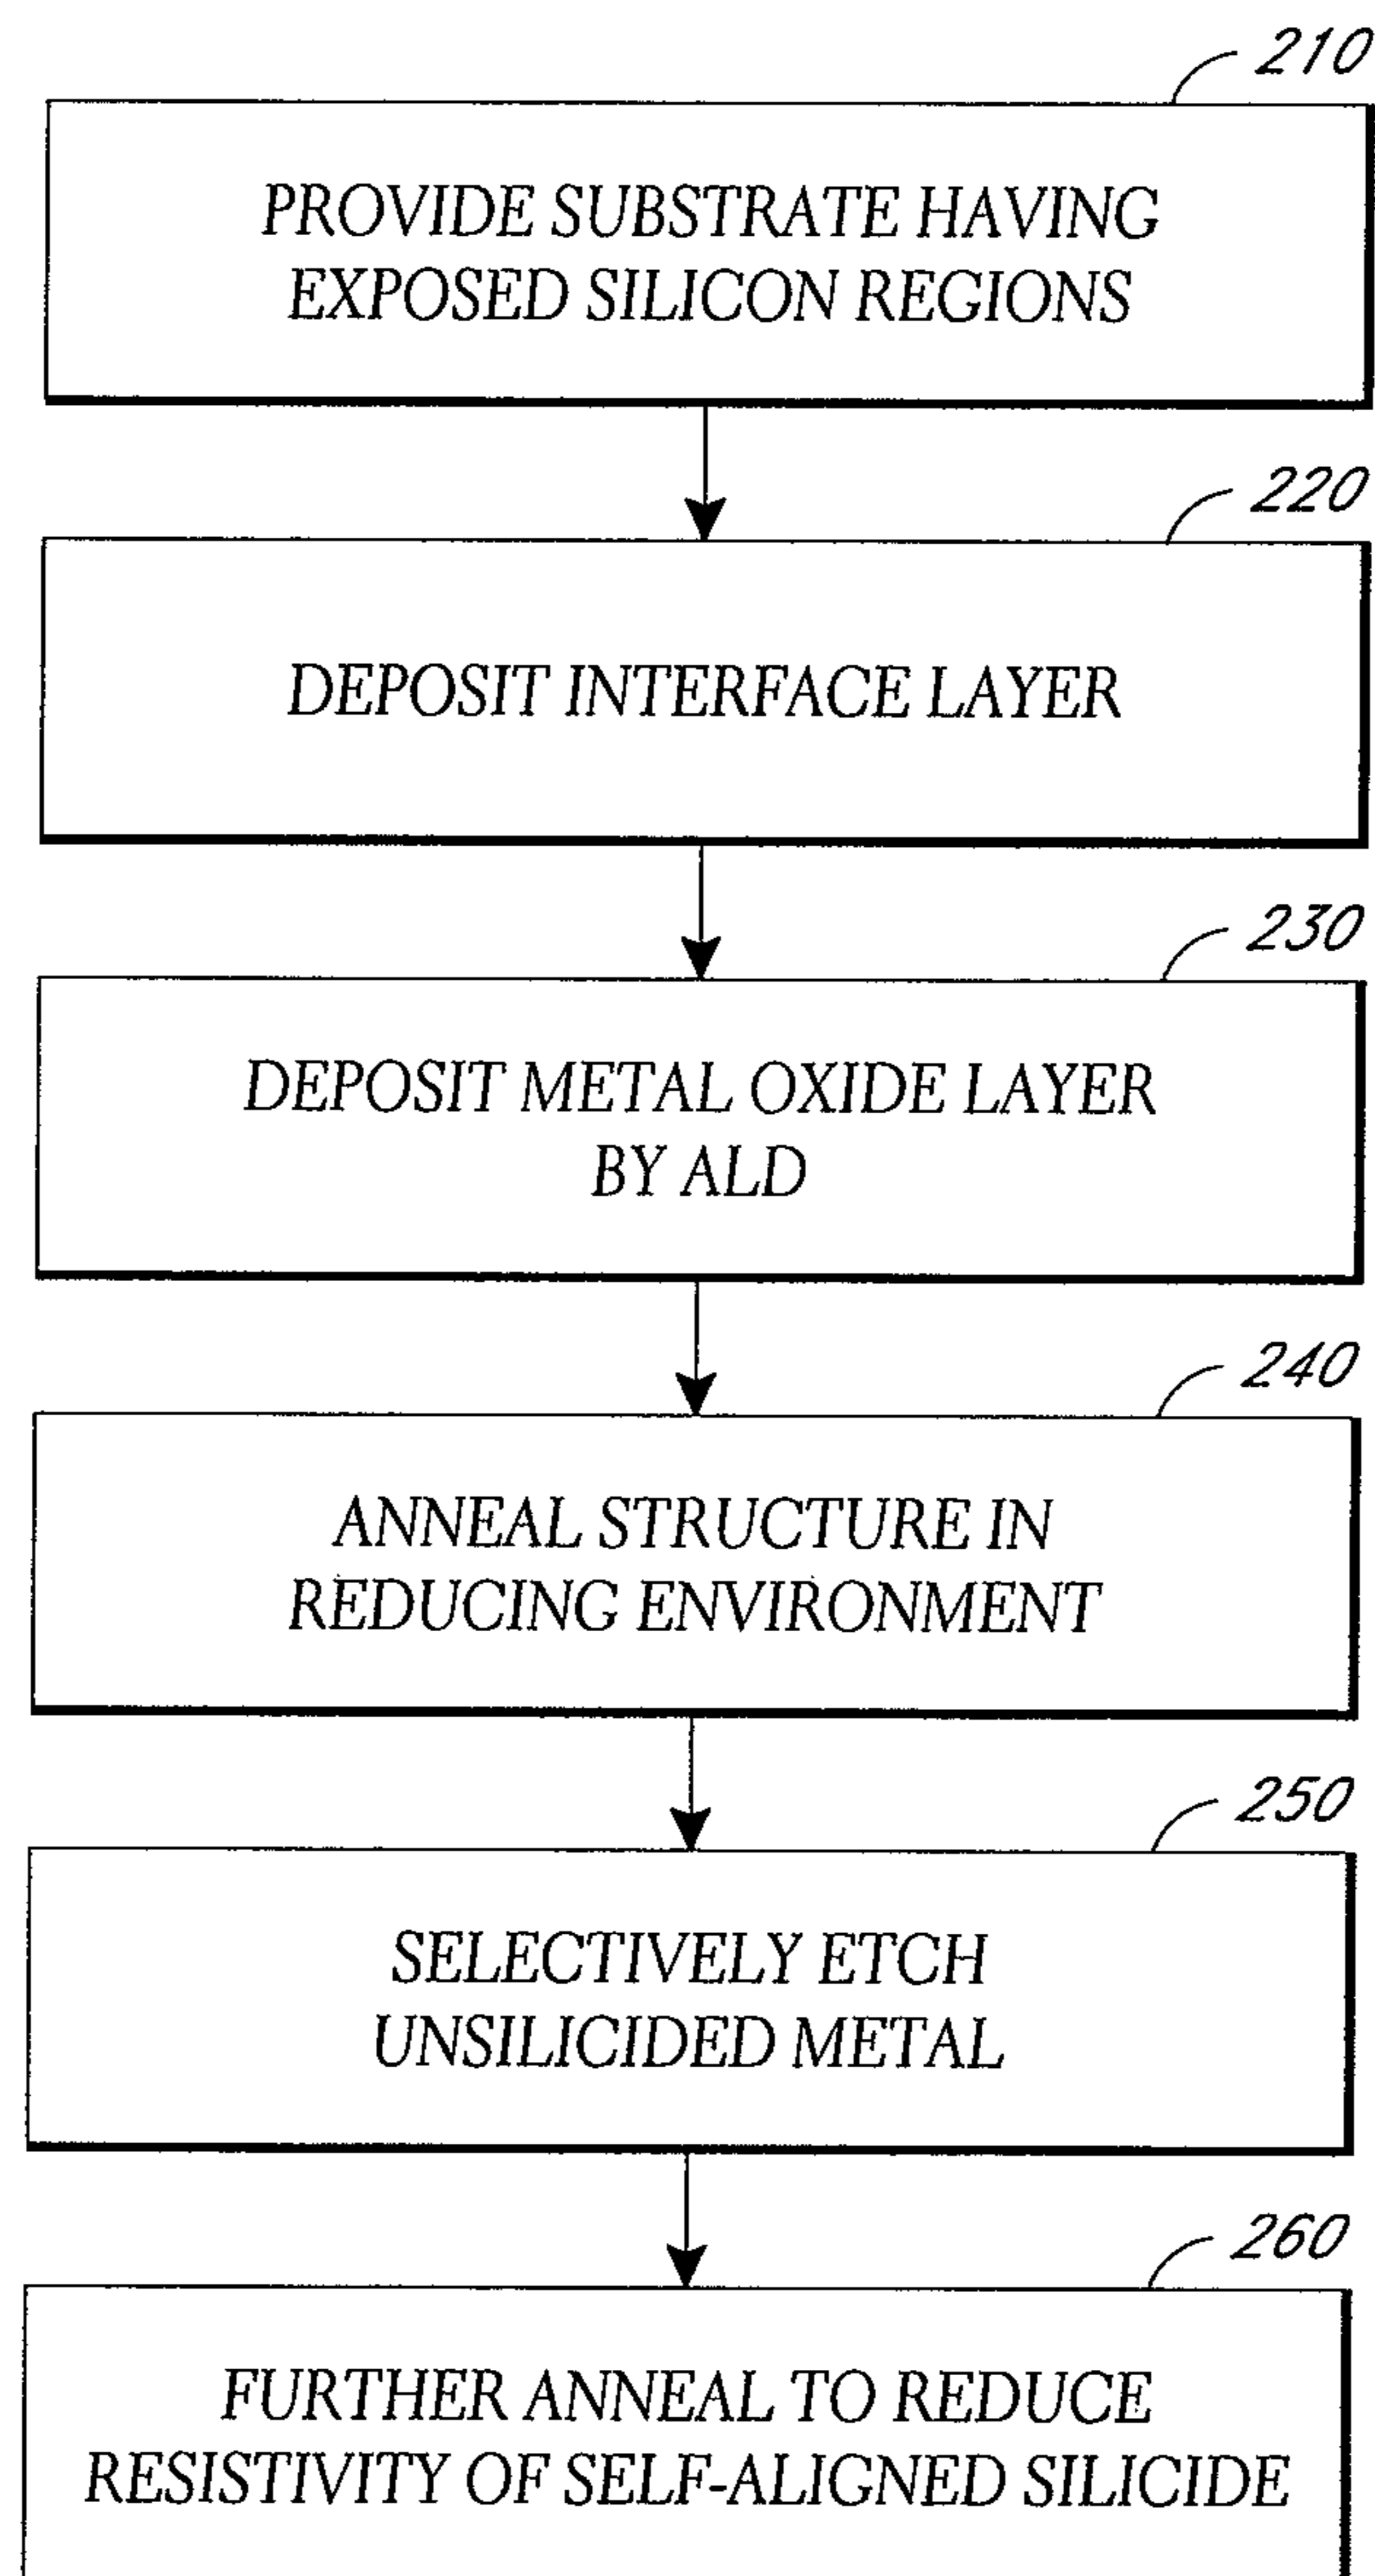 210
PROVIDE SUBSTRATE HAVING
EXPOSED SILICON REGIONS
220
DEPOSIT INTERFACE LAYER
230
DEPOSIT METAL OXIDE LAYER
BY ALD
240
ANNEAL STRUCTURE IN
REDUCING ENVIRONMENT
250
SELECTIVELY ETCH
UNSILICIDED METAL
260
FURTHER ANNEAL TO REDUCE
RESISTIVITY OF SELF-ALIGNED SILICIDE